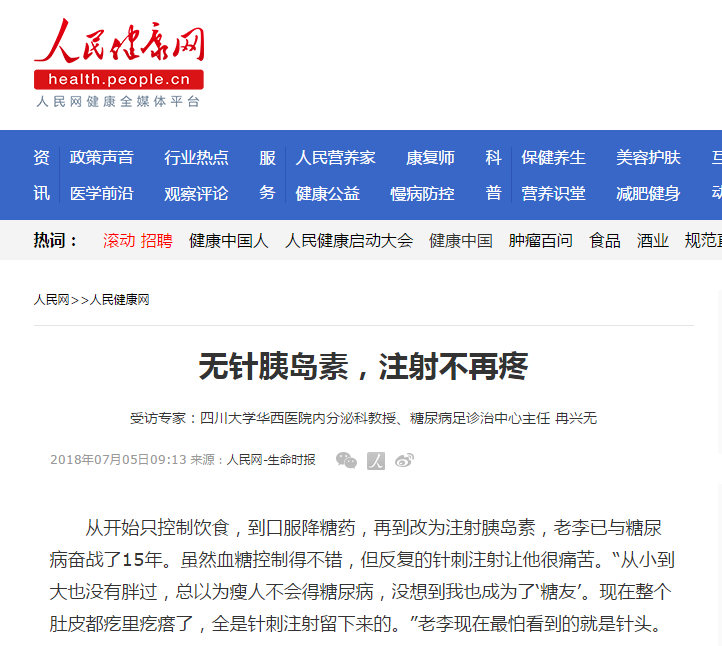 人民健康网
health.people.cn
人民网健康全媒体平台
资 政策声音 行业热点 服 人民营养家 康复师 科 保健养生 美容护肤 互
讯 医学前沿 观察评论 务 健康公益 慢病防控 普 营养识堂 减肥健身 动
热词： 滚动 招聘 健康中国人 人民健康启动大会 健康中国 肿瘤百问 食品 酒业 规范
人民网>>人民健康网
无针胰岛素，注射不再疼
受访专家：四川大学华西医院内分泌科教授、糖尿病足诊治中心主任 冉兴无
2018年07月05日09:13 来源：人民网-生命时报
从开始只控制饮食，到口服降糖药，再到改为注射胰岛素，老李已与糖尿
病奋战了15年。虽然血糖控制得不错，但反复的针刺注射让他很痛苦。“从小到
大也没有胖过，总以为瘦人不会得糖尿病，没想到我也成为了‘糖友’。现在整个
肚皮都疙里疙瘩了，全是针刺注射留下来的。”老李现在最怕看到的就是针头。